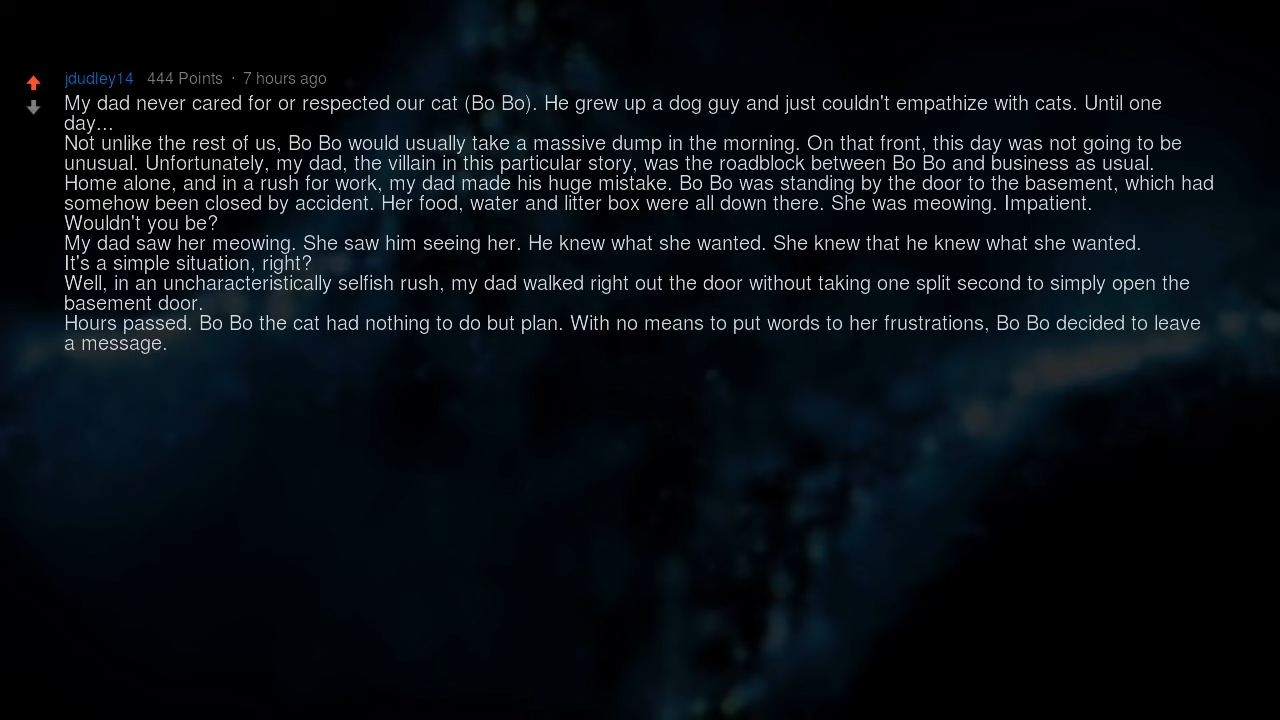 jdudley14 444 Points · 7 hours ago
My dad never cared for or respected our cat (Bo Bo). He grew up a dog guy and just couldn't empathize with cats. Until one
day...
Not unlike the rest of us, Bo Bo would usually take a massive dump in the morning. On that front, this day was not going to be
unusual. Unfortunately, my dad, the villain in this particular story, was the roadblock between Bo Bo and business as usual.
Home alone, and in a rush for work, my dad made his huge mistake. Bo Bo was standing by the door to the basement, which had
somehow been closed by accident. Her food, water and litter box were all down there. She was meowing. Impatient.
Wouldn't you be?
My dad saw her meowing. She saw him seeing her. He knew what she wanted. She knew that he knew what she wanted.
It's a simple situation, right?
Well, in an uncharacteristically selfish rush, my dad walked right out the door without taking one split second to simply open the
basement door.
Hours passed. Bo Bo the cat had nothing to do but plan. With no means to put words to her frustrations, Bo Bo decided to leave
a message.